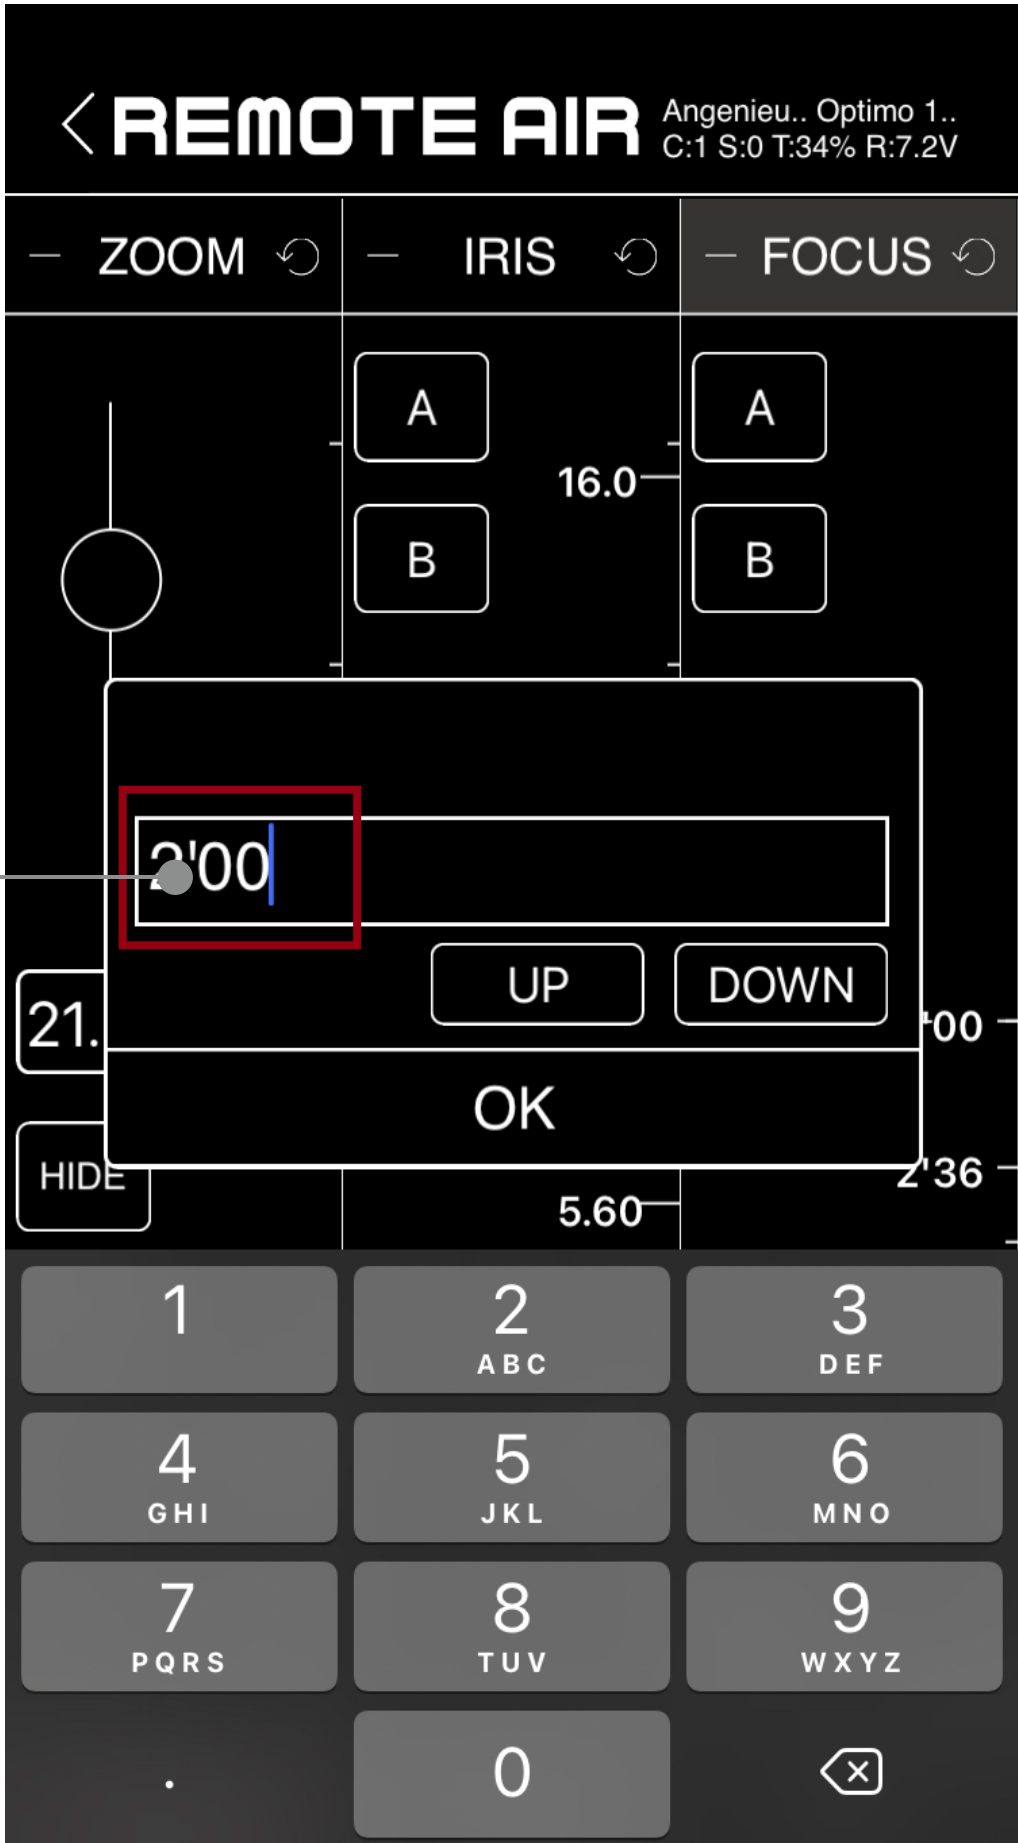 REMOTE AIR
Angenieu.. Optimo 1..
C:1 S:0 T:34% R:7.2V
ZOOM IRIS FOCUS
A A
16.0
B B
2'00
UP DOWN
21. '00
OK
HIDE 2'36
5.60
1 2 3
ABC DEF
4 5 6
GHI JKL MNO
7 8 9
PQRS TUV WXYZ
. 0